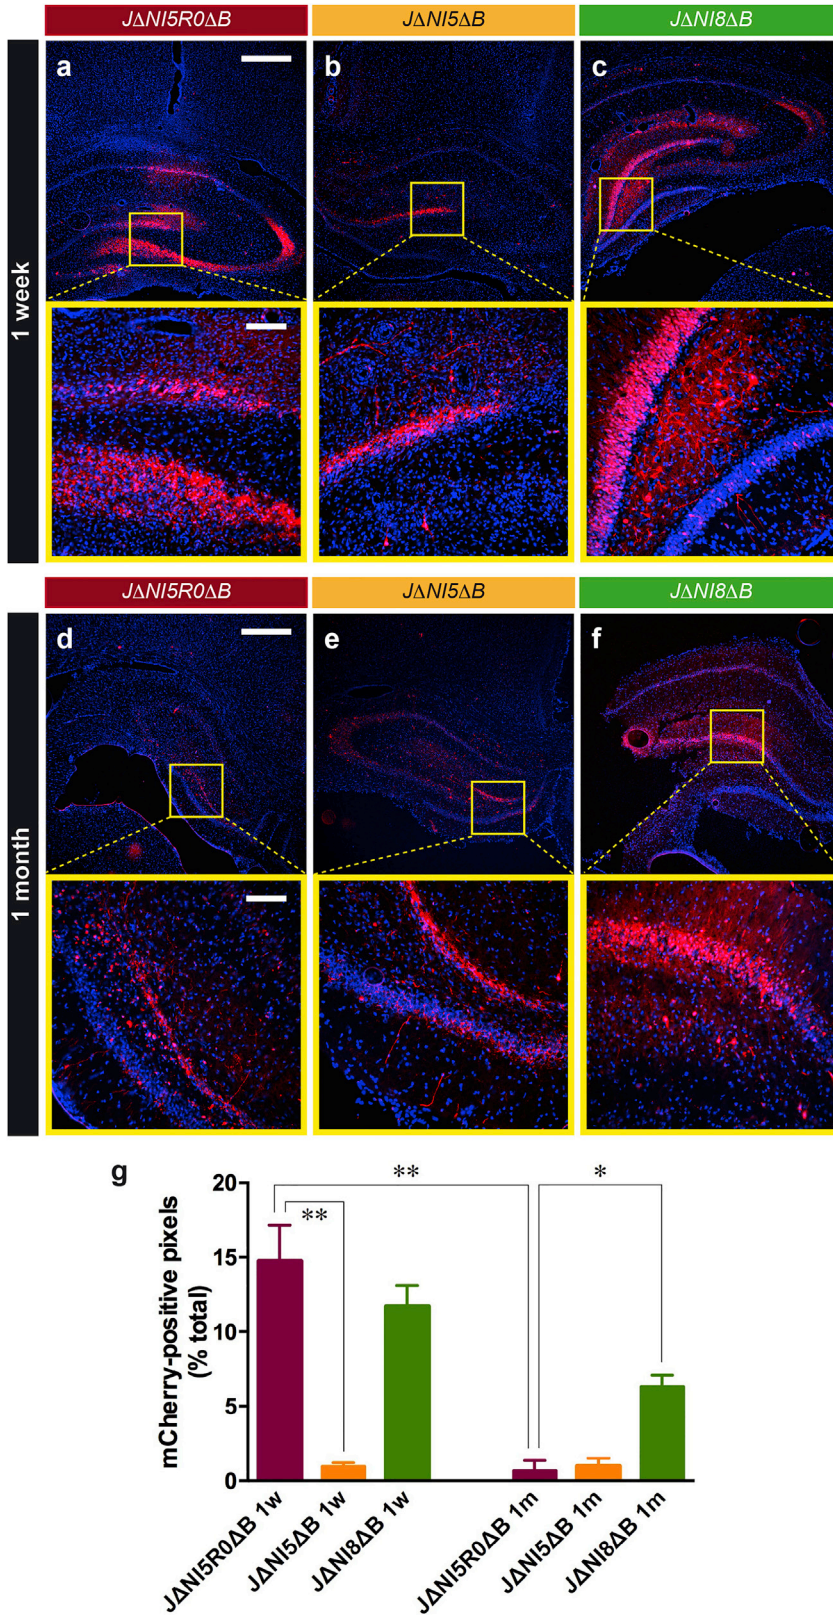 JΔNI5R0ΔB
JΔNI5ΔB
JΔNI8ΔB
1 week
a
b
c
JΔNI5R0ΔB
JΔNI5ΔB
JΔNI8ΔB
1 month
d
e
f
g
mCherry-positive pixels
(% total)
20
15
10
5
0
**
**
*
JΔNI5R0ΔB 1w
JΔNI5ΔB 1w
JΔNI8ΔB 1w
JΔNI5R0ΔB 1m
JΔNI5ΔB 1m
JΔNI8ΔB 1m